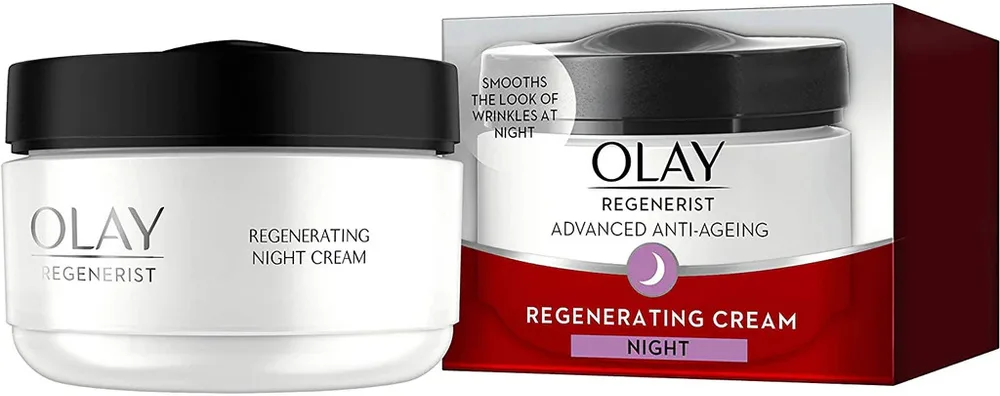 OLAY
REGENERIST
REGENERATING
NIGHT CREAM
SMOOTHS
THE LOOK OF
WRINKLES AT
NIGHT
OLAY
REGENERIST
ADVANCED ANTI-AGEING
REGENERATING CREAM
NIGHT